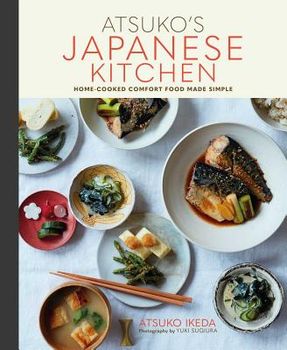 ATSUKO'S
JAPANESE
KITCHEN
HOME-COOKED COMFORT FOOD MADE SIMPLE
ATSUKO IKEDA
Photography by YUKI SUGIURA